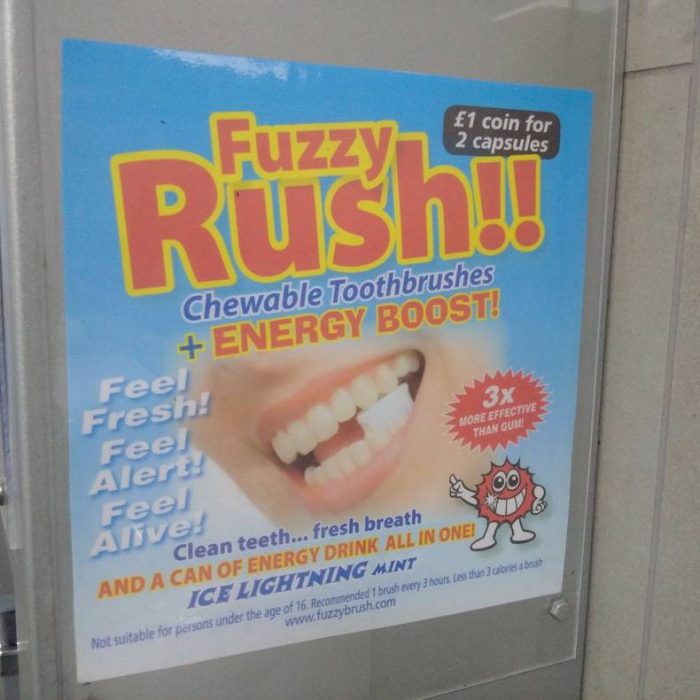 £1 coin for
2 capsules
Fuzzy
Rush!!
Chewable Toothbrushes
+ ENERGY BOOST!
Feel
Fresh!
Feel
Alert!
Feel
Alive!
3x
MORE EFFECTIVE
THAN GUM!
Clean teeth... fresh breath
AND A CAN OF ENERGY DRINK ALL IN ONE!
ICE LIGHTNING MINT
Not suitable for persons under the age of 16. Recommended 1 brush every 3 hours. Less than 3 calories a brush
www.fuzzybrush.com